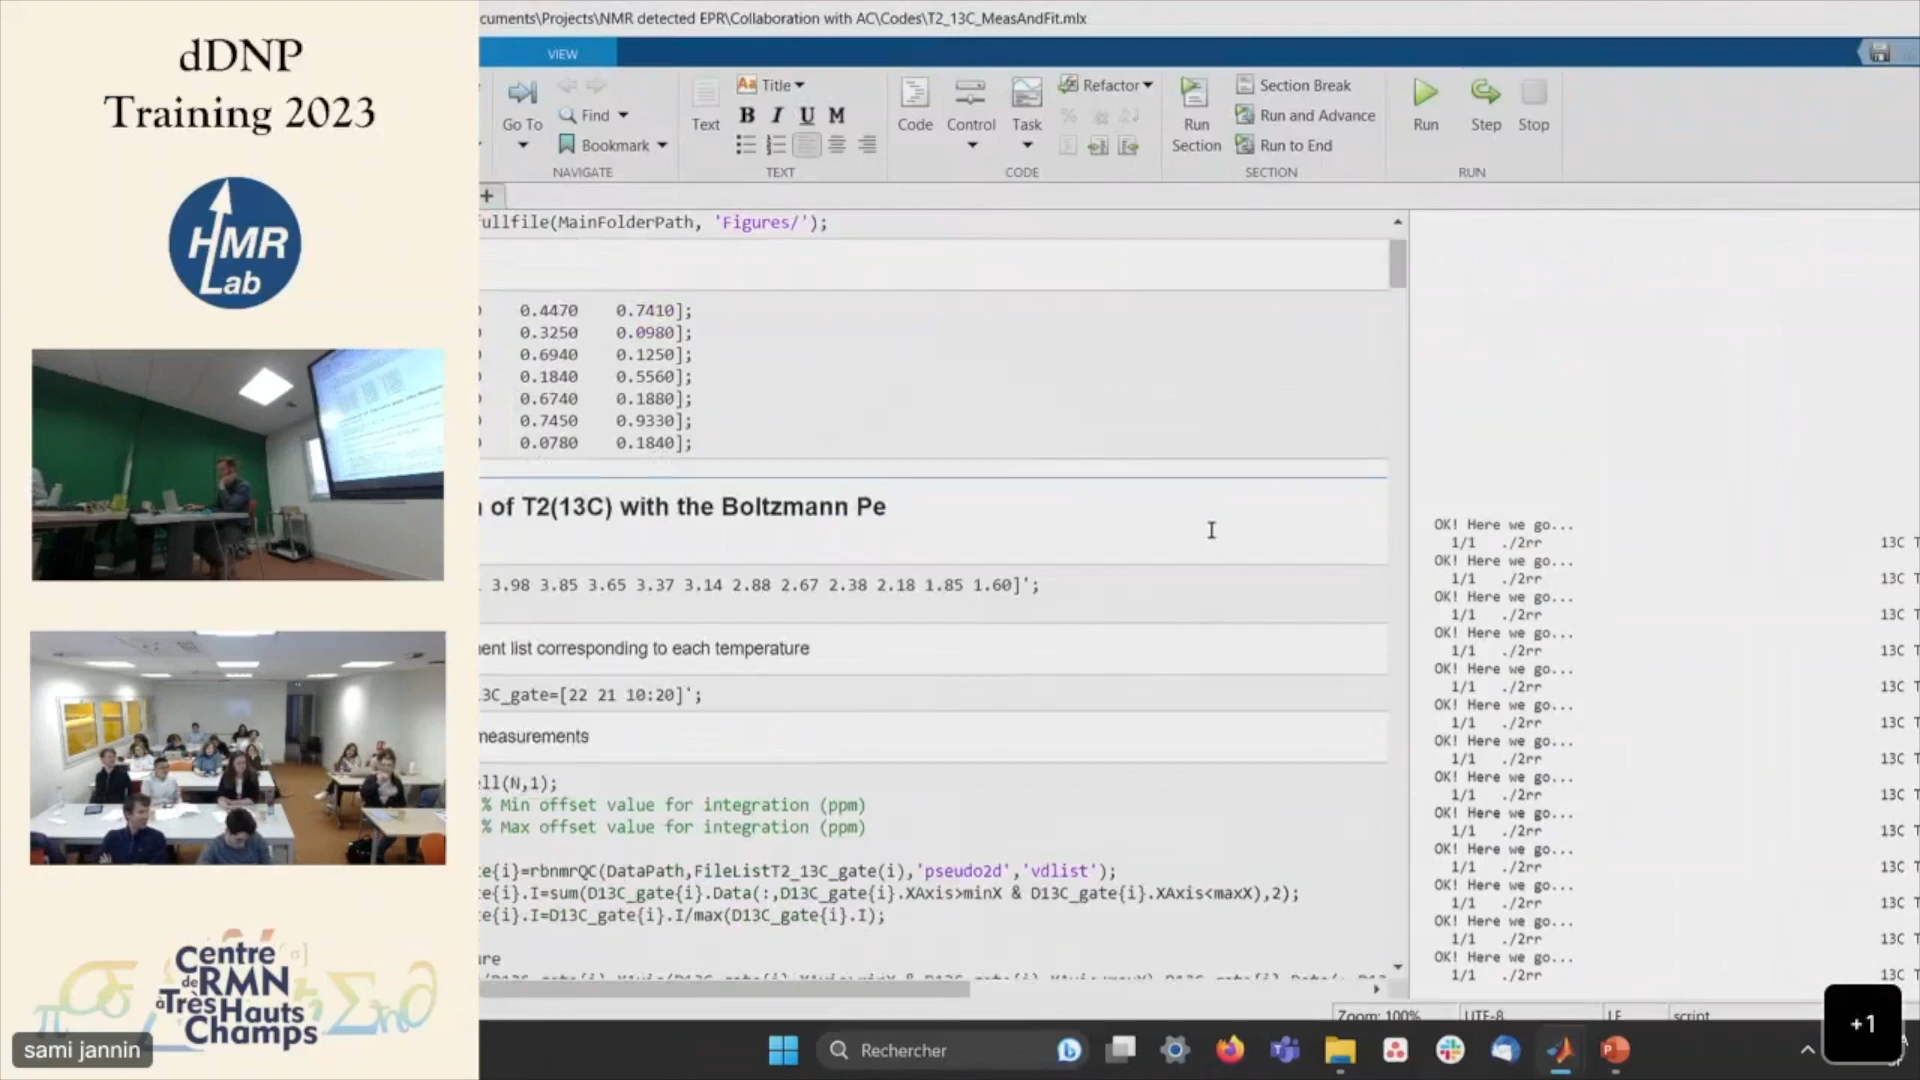 dDNP
Training 2023
HMR
Lab
Centre
de RMN
à Très Hauts
Champs
sami jannin
cuments\Projects\NMR detected EPR\Collaboration with AC\Codes\T2_13C_MeasAndFit.mlx
VIEW
Go To
Find
Bookmark
NAVIGATE
Text
Title
B I U M
TEXT
Code
Control
Task
Refactor
CODE
Run Section
Section Break
Run and Advance
Run to End
SECTION
Run
Step
Stop
RUN
+
ullfile(MainFolderPath, 'Figures/');
0.4470 0.7410];
0.3250 0.0980];
0.6940 0.1250];
0.1840 0.5560];
0.6740 0.1880];
0.7450 0.9330];
0.0780 0.1840];
of T2(13C) with the Boltzmann Pe
3.98 3.85 3.65 3.37 3.14 2.88 2.67 2.38 2.18 1.85 1.60]';
ent list corresponding to each temperature
3C_gate=[22 21 10:20]';
measurements
ell(N,1);
% Min offset value for integration (ppm)
% Max offset value for integration (ppm)
te{i}=rbnmrQC(DataPath,FileListT2_13C_gate(i),'pseudo2d','vdlist');
te{i}.I=sum(D13C_gate{i}.Data(:,D13C_gate{i}.XAxis>minX & D13C_gate{i}.XAxis<maxX),2);
te{i}.I=D13C_gate{i}.I/max(D13C_gate{i}.I);
ure
OK! Here we go...
1/1 ./2rr 13C T
OK! Here we go...
1/1 ./2rr 13C T
OK! Here we go...
1/1 ./2rr 13C T
OK! Here we go...
1/1 ./2rr 13C T
OK! Here we go...
1/1 ./2rr 13C T
OK! Here we go...
1/1 ./2rr 13C T
OK! Here we go...
1/1 ./2rr 13C T
OK! Here we go...
1/1 ./2rr 13C T
OK! Here we go...
1/1 ./2rr 13C T
OK! Here we go...
1/1 ./2rr 13C T
OK! Here we go...
1/1 ./2rr 13C T
OK! Here we go...
1/1 ./2rr 13C T
OK! Here we go...
1/1 ./2rr 13C T
Zoom: 100% UTF-8 LF script
Rechercher
+1